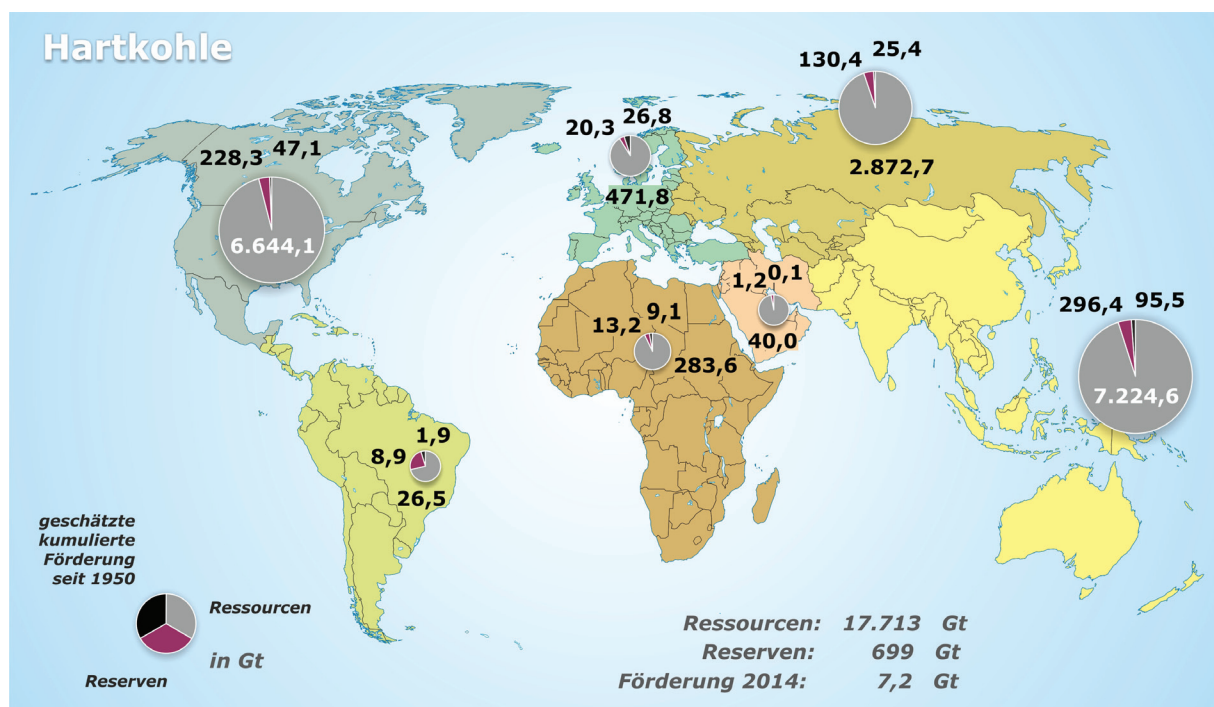 Hartkohle
130,4 25,4
2.872,7
20,3 26,8
471,8
228,3 47,1
6.644,1
1,2 0,1
40,0
296,4 95,5
7.224,6
13,2 9,1
283,6
1,9
8,9
26,5
geschätzte
kumulierte
Förderung
seit 1950
Ressourcen
in Gt
Reserven
Ressourcen: 17.713 Gt
Reserven: 699 Gt
Förderung 2014: 7,2 Gt